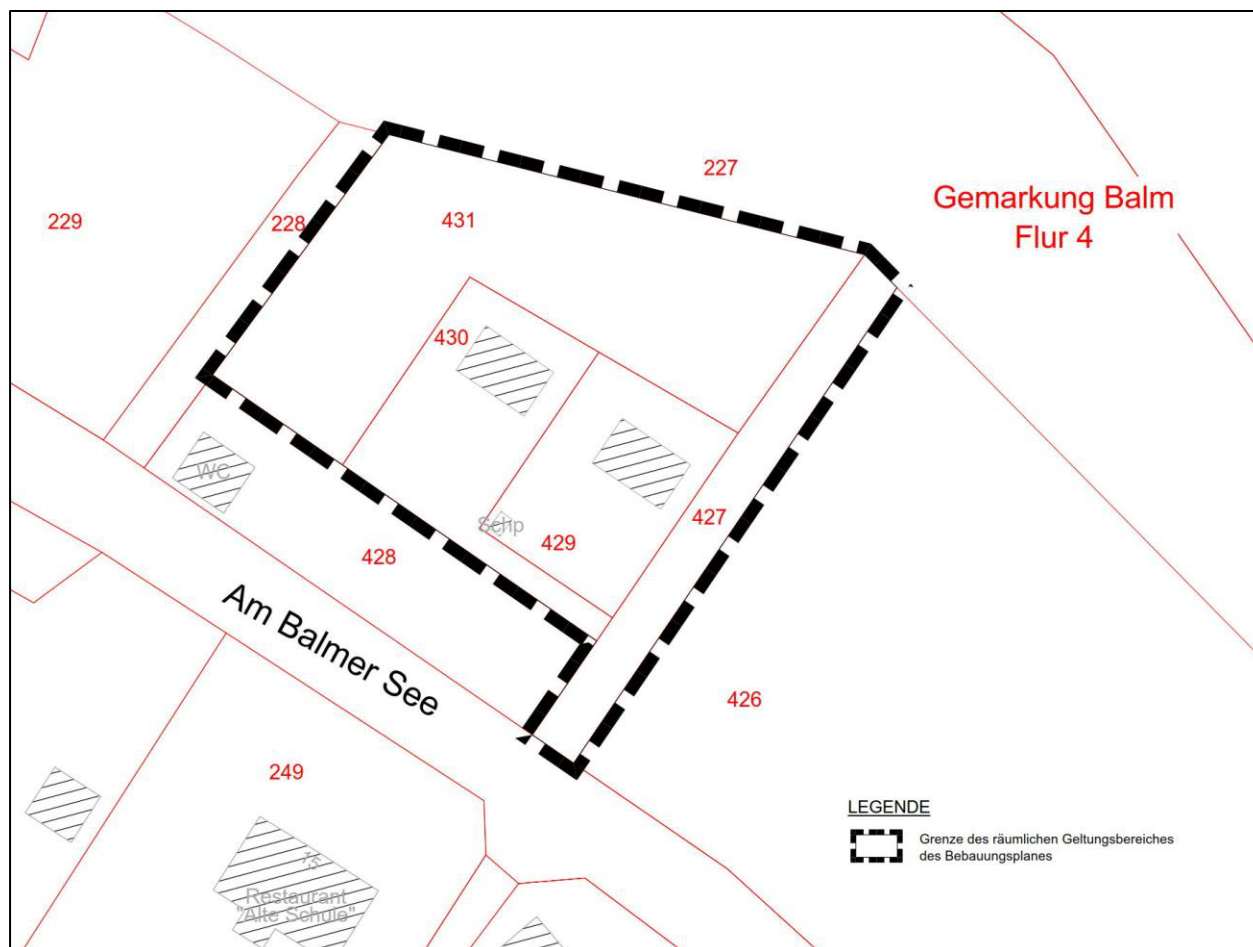 227
Gemarkung Balm
Flur 4
229
228
431
430
WC
Schp
427
429
428
Am Balmer See
426
249
15
Restaurant
"Alte Schule"
LEGENDE
Grenze des räumlichen Geltungsbereiches
des Bebauungsplanes